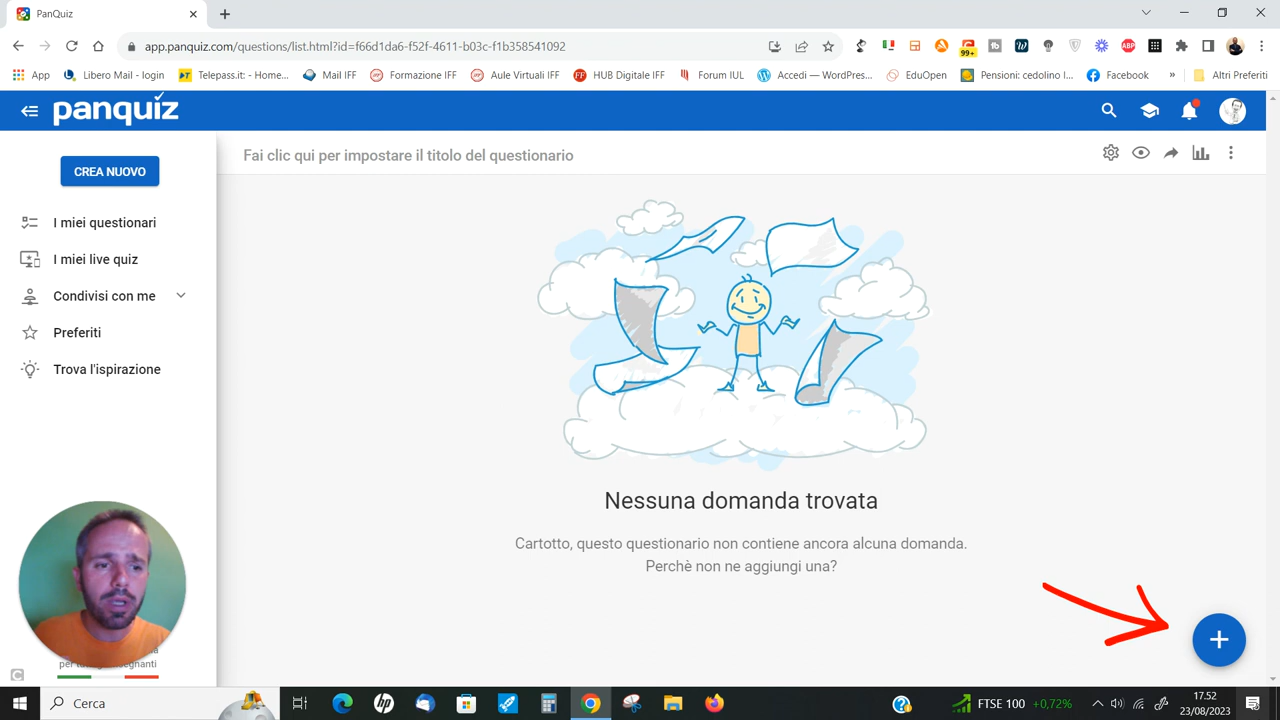 PanQuiz
app.panquiz.com/questions/list.html?id=f66d1da6-f52f-4611-b03c-f1b358541092
99+
ABP
App
Libero Mail - login
Telepass.it: - Home...
Mail IFF
Formazione IFF
Aule Virtuali IFF
HUB Digitale IFF
Forum IUL
Accedi — WordPres...
EduOpen
Pensioni: cedolino l...
Facebook
»
Altri Preferiti
panquiz
CREA NUOVO
I miei questionari
I miei live quiz
Condivisi con me
Preferiti
Trova l'ispirazione
Fai clic qui per impostare il titolo del questionario
Nessuna domanda trovata
Cartotto, questo questionario non contiene ancora alcuna domanda.
Perchè non ne aggiungi una?
Cerca
FTSE 100 +0,72%
17.52
23/08/2023